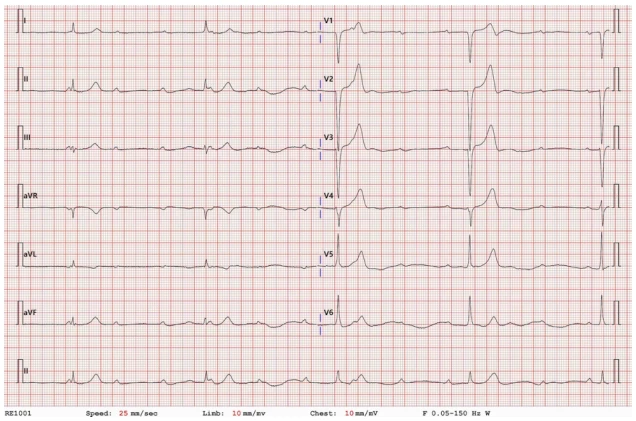 I V1
II V2
III V3
aVR V4
aVL V5
aVF V6
II
RE1001 Speed: 25 mm/sec Limb: 10 mm/mv Chest: 10 mm/mV F 0.05-150 Hz W